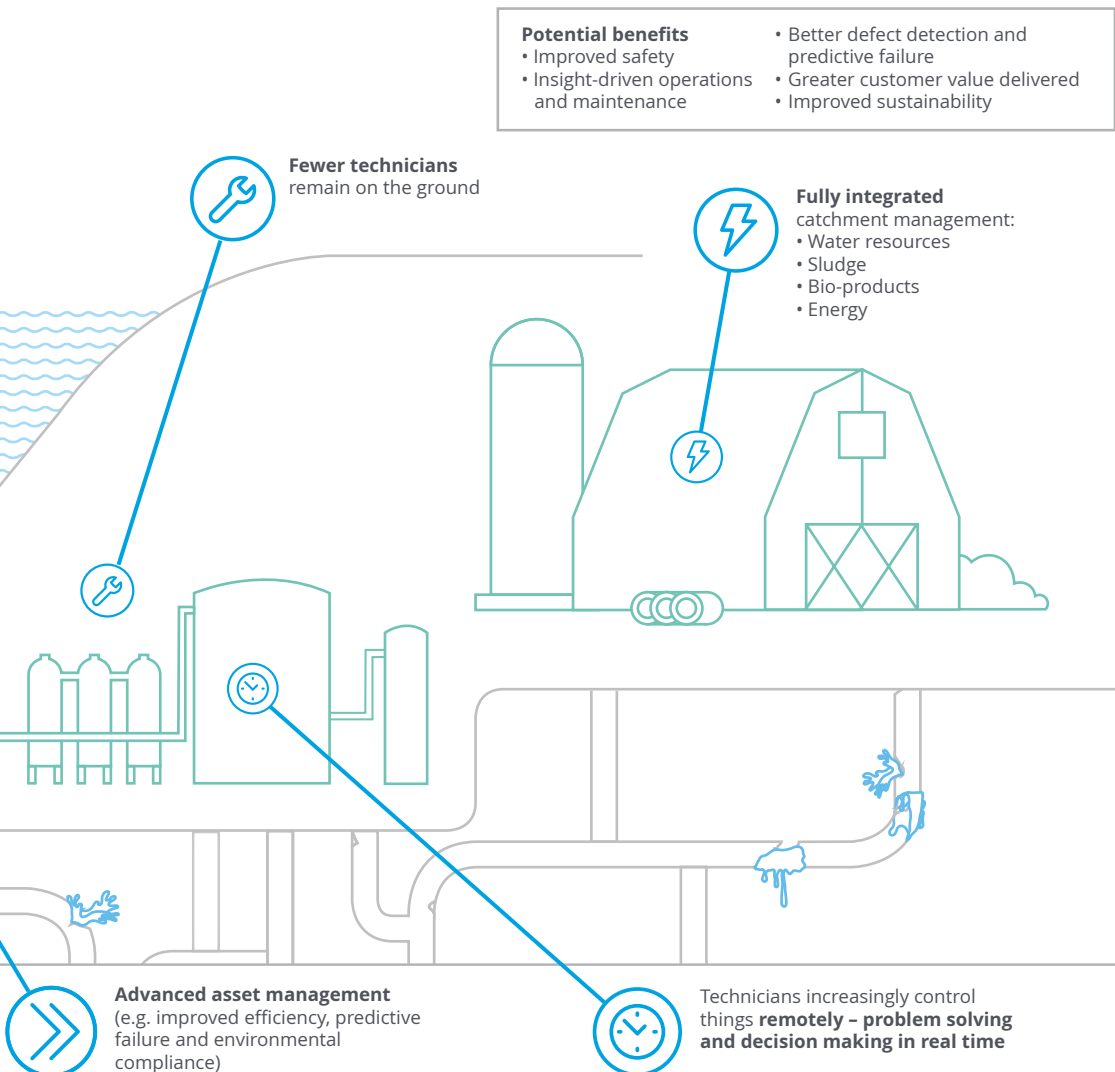 Potential benefits
• Improved safety
• Insight-driven operations
and maintenance
• Better defect detection and
predictive failure
• Greater customer value delivered
• Improved sustainability
Fewer technicians
remain on the ground
Fully integrated
catchment management:
• Water resources
• Sludge
• Bio-products
• Energy
Advanced asset management
(e.g. improved efficiency, predictive
failure and environmental
compliance)
Technicians increasingly control
things remotely – problem solving
and decision making in real time